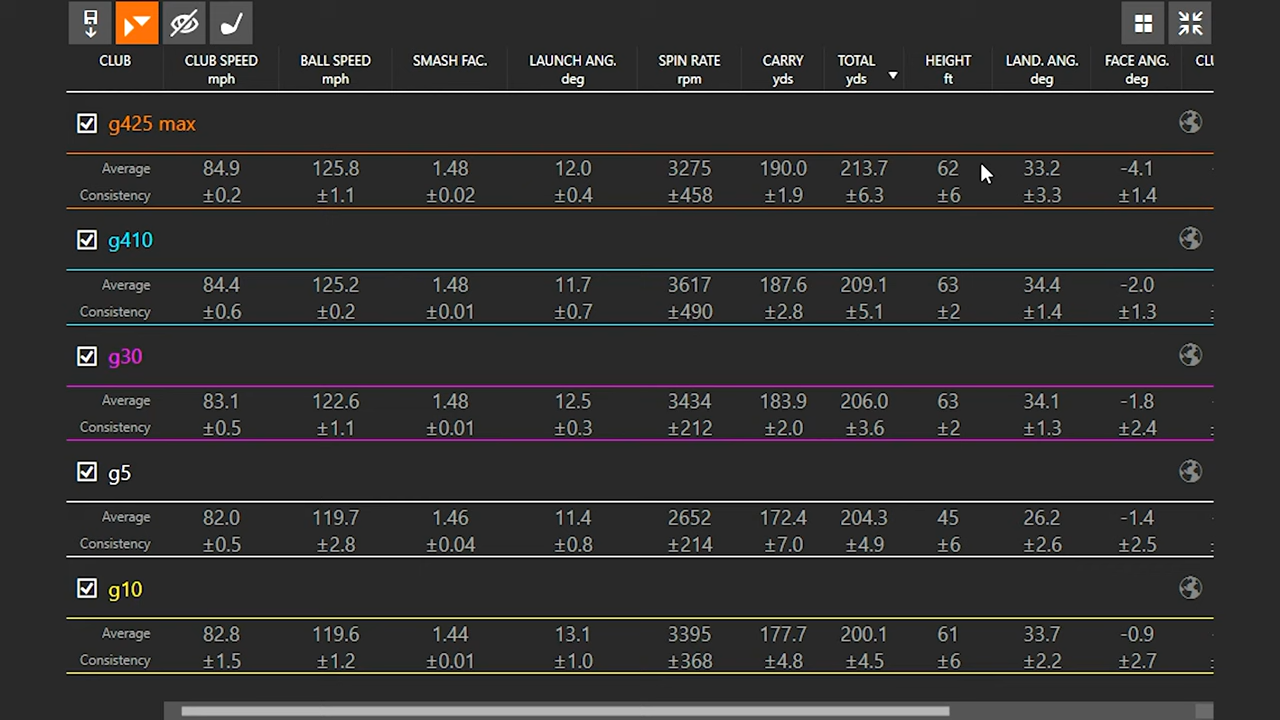 CLUB CLUB SPEED BALL SPEED SMASH FAC. LAUNCH ANG. SPIN RATE CARRY TOTAL HEIGHT LAND. ANG. FACE ANG. CLU
mph mph deg rpm yds yds ▼ ft deg deg
g425 max
Average 84.9 125.8 1.48 12.0 3275 190.0 213.7 62 33.2 -4.1
Consistency ±0.2 ±1.1 ±0.02 ±0.4 ±458 ±1.9 ±6.3 ±6 ±3.3 ±1.4
g410
Average 84.4 125.2 1.48 11.7 3617 187.6 209.1 63 34.4 -2.0
Consistency ±0.6 ±0.2 ±0.01 ±0.7 ±490 ±2.8 ±5.1 ±2 ±1.4 ±1.3
g30
Average 83.1 122.6 1.48 12.5 3434 183.9 206.0 63 34.1 -1.8
Consistency ±0.5 ±1.1 ±0.01 ±0.3 ±212 ±2.0 ±3.6 ±2 ±1.3 ±2.4
g5
Average 82.0 119.7 1.46 11.4 2652 172.4 204.3 45 26.2 -1.4
Consistency ±0.5 ±2.8 ±0.04 ±0.8 ±214 ±7.0 ±4.9 ±6 ±2.6 ±2.5
g10
Average 82.8 119.6 1.44 13.1 3395 177.7 200.1 61 33.7 -0.9
Consistency ±1.5 ±1.2 ±0.01 ±1.0 ±368 ±4.8 ±4.5 ±6 ±2.2 ±2.7